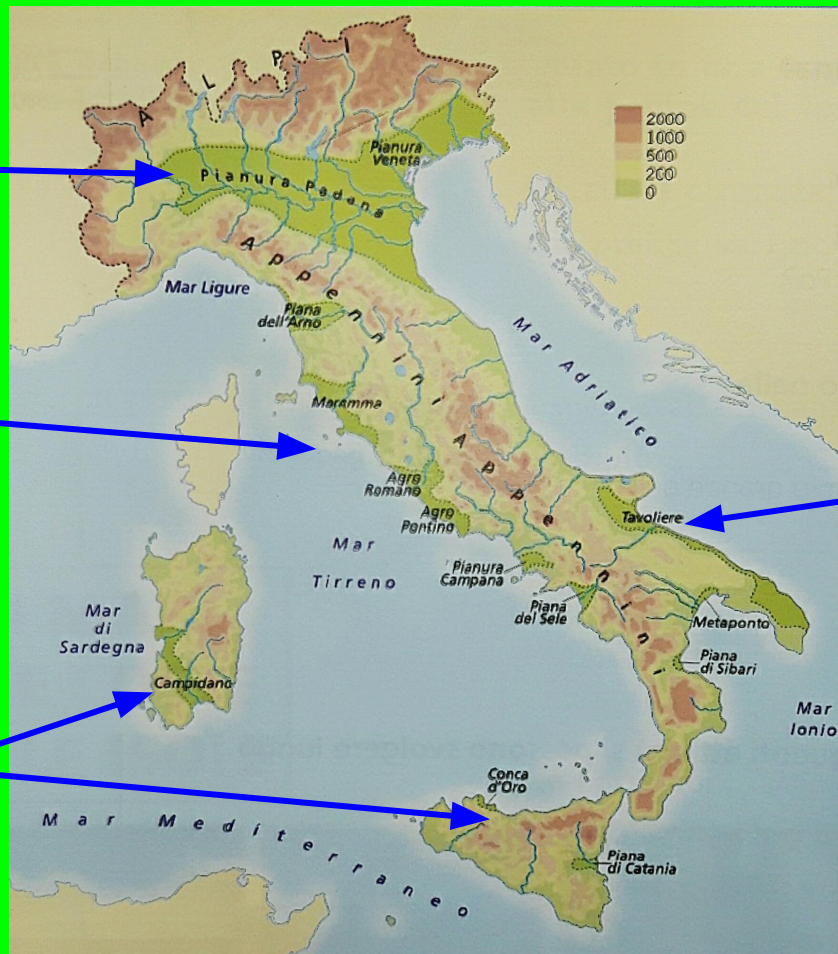 A L P I
2000
1000
500
200
0
Pianura
Veneta
Pianura Padana
Appennini
Mar Ligure
Piana
dell'Arno
Mar Adriatico
Maremma
Appennini
Agro
Romano
Agro
Pontino
Tavoliere
Mar
Tirreno
Pianura
Campana
Piana
del Sele
Metaponto
Mar
di
Sardegna
Piana
di Sibari
Campidano
Mar
Ionio
Conca
d'Oro
Mar Mediterraneo
Piana
di Catania